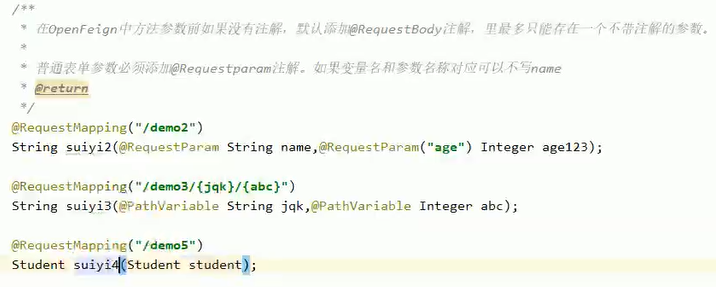 /**
* 在OpenFeign中方法参数前如果没有注解，默认添加@RequestBody注解，里最多只能存在一个不带注解的参数。
*
* 普通表单参数必须添加@Requestparam注解。如果变量名和参数名称对应可以不写name
* @return
*/
@RequestMapping("/demo2")
String suiyi2(@RequestParam String name,@RequestParam("age") Integer age123);
@RequestMapping("/demo3/{jqk}/{abc}")
String suiyi3(@PathVariable String jqk,@PathVariable Integer abc);
@RequestMapping("/demo5")
Student suiyi4(Student student);